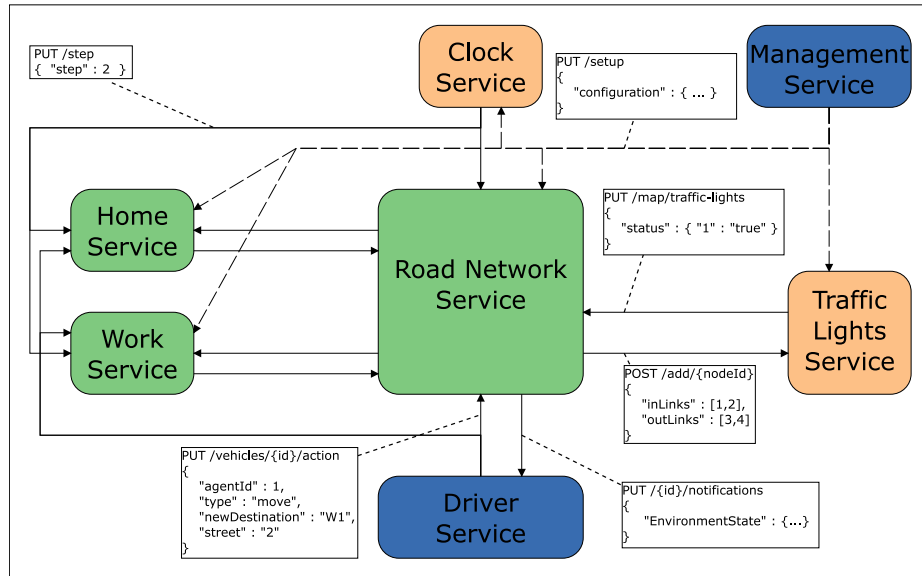 PUT /step
{ "step" : 2 }
Clock
Service
PUT /setup
{
"configuration" : { ... }
}
Management
Service
Home
Service
Road Network
Service
PUT /map/traffic-lights
{
"status" : { "1" : "true" }
}
Work
Service
Traffic
Lights
Service
POST /add/{nodeId}
{
"inLinks" : [1,2],
"outLinks" : [3,4]
}
PUT /vehicles/{id}/action
{
"agentId" : 1,
"type" : "move",
"newDestination" : "W1",
"street" : "2"
}
Driver
Service
PUT /{id}/notifications
{
"EnvironmentState" : {...}
}